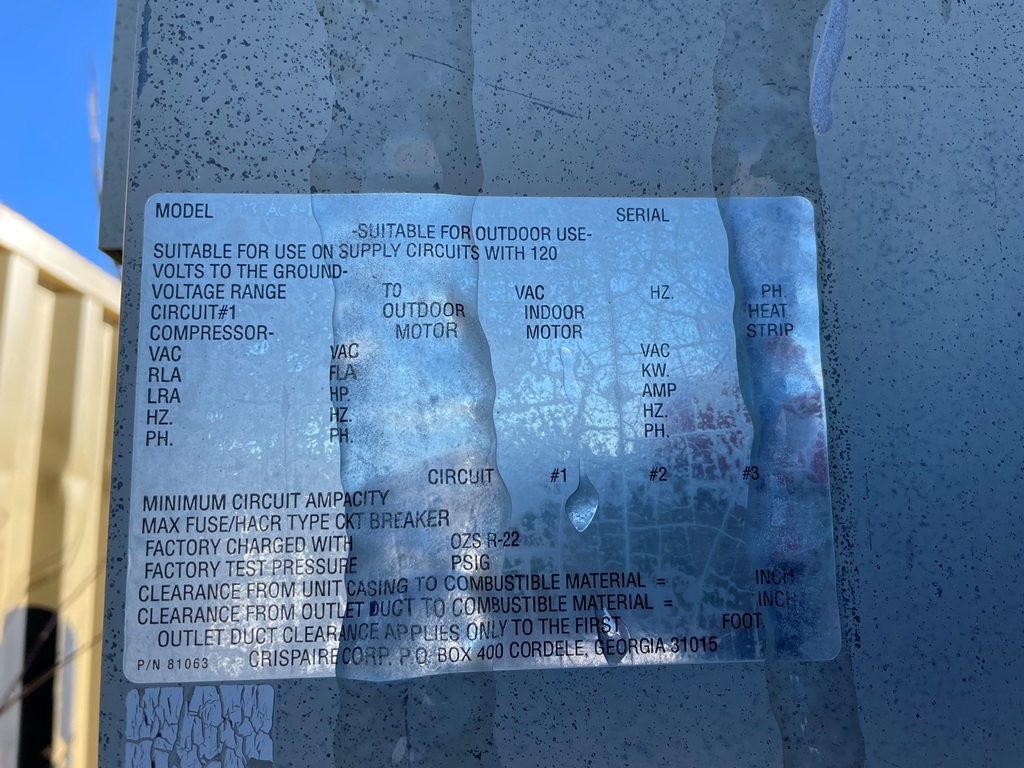 MODEL SERIAL
-SUITABLE FOR OUTDOOR USE-
SUITABLE FOR USE ON SUPPLY CIRCUITS WITH 120
VOLTS TO THE GROUND-
VOLTAGE RANGE TO VAC HZ. PH.
CIRCUIT#1 OUTDOOR INDOOR HEAT
COMPRESSOR- MOTOR MOTOR STRIP
VAC VAC VAC
RLA FLA KW.
LRA HP. AMP
HZ. HZ. HZ.
PH. PH. PH.
CIRCUIT #1 #2 #3
MINIMUM CIRCUIT AMPACITY
MAX FUSE/HACR TYPE CKT BREAKER
FACTORY CHARGED WITH OZS R-22
FACTORY TEST PRESSURE PSIG
CLEARANCE FROM UNIT CASING TO COMBUSTIBLE MATERIAL = INCH
CLEARANCE FROM OUTLET DUCT TO COMBUSTIBLE MATERIAL = INCH
OUTLET DUCT CLEARANCE APPLIES ONLY TO THE FIRST FOOT.
P/N 81063 CRISPAIRE CORP. P.O. BOX 400 CORDELE, GEORGIA 31015